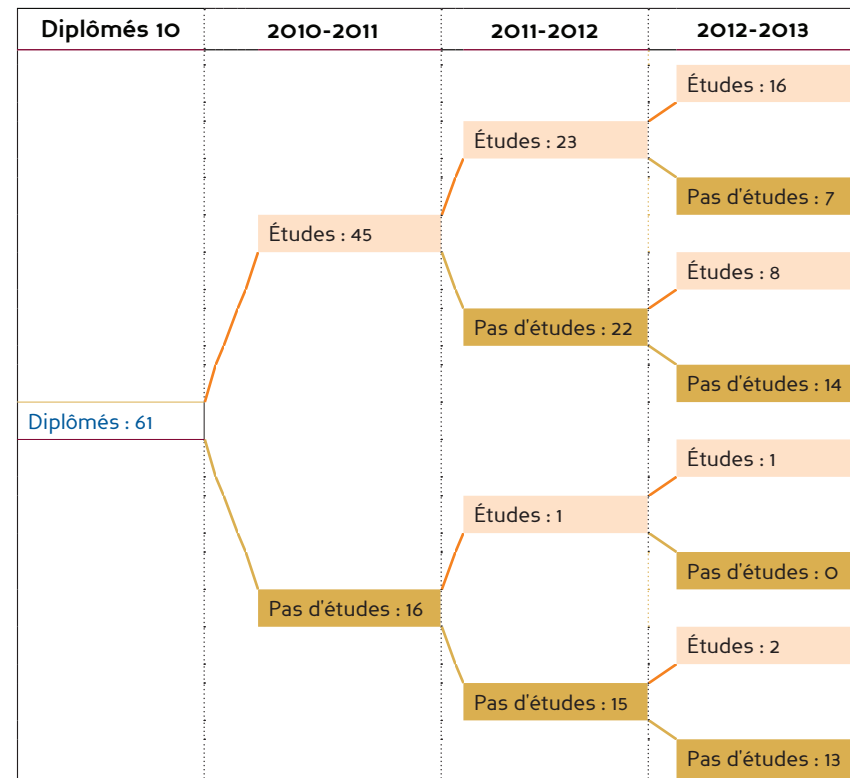 Diplômés 10 2010-2011 2011-2012 2012-2013
Études : 16
Études : 23
Pas d'études : 7
Études : 45
Études : 8
Pas d'études : 22
Pas d'études : 14
Diplômés : 61
Études : 1
Études : 1
Pas d'études : 0
Pas d'études : 16
Études : 2
Pas d'études : 15
Pas d'études : 13